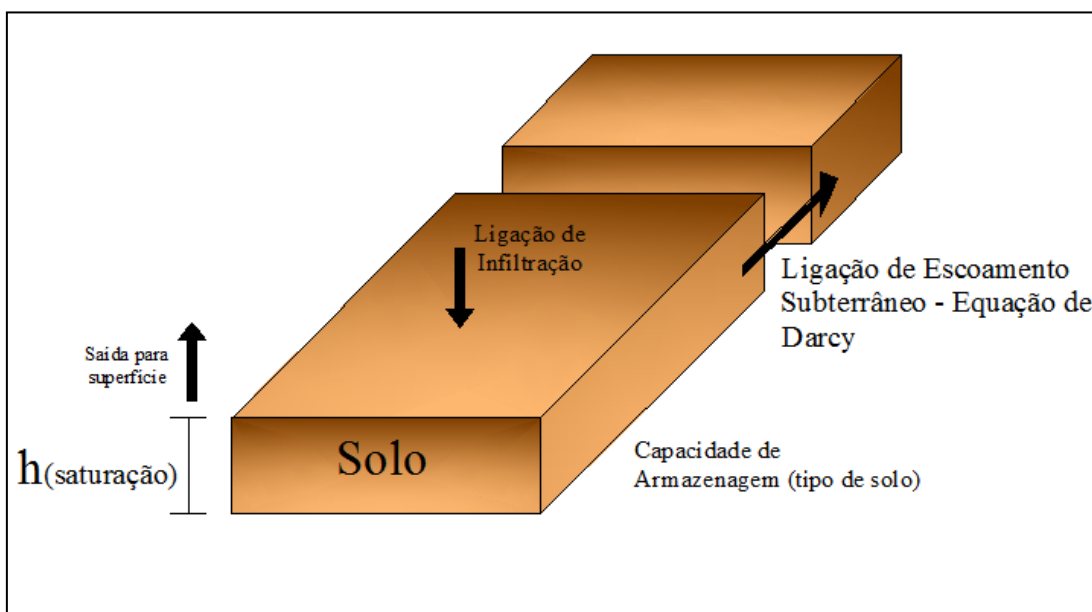 Ligação de
Infiltração
Ligação de Escoamento
Subterrâneo - Equação de
Darcy
Saída para
superfície
h(saturação)
Solo
Capacidade de
Armazenagem (tipo de solo)